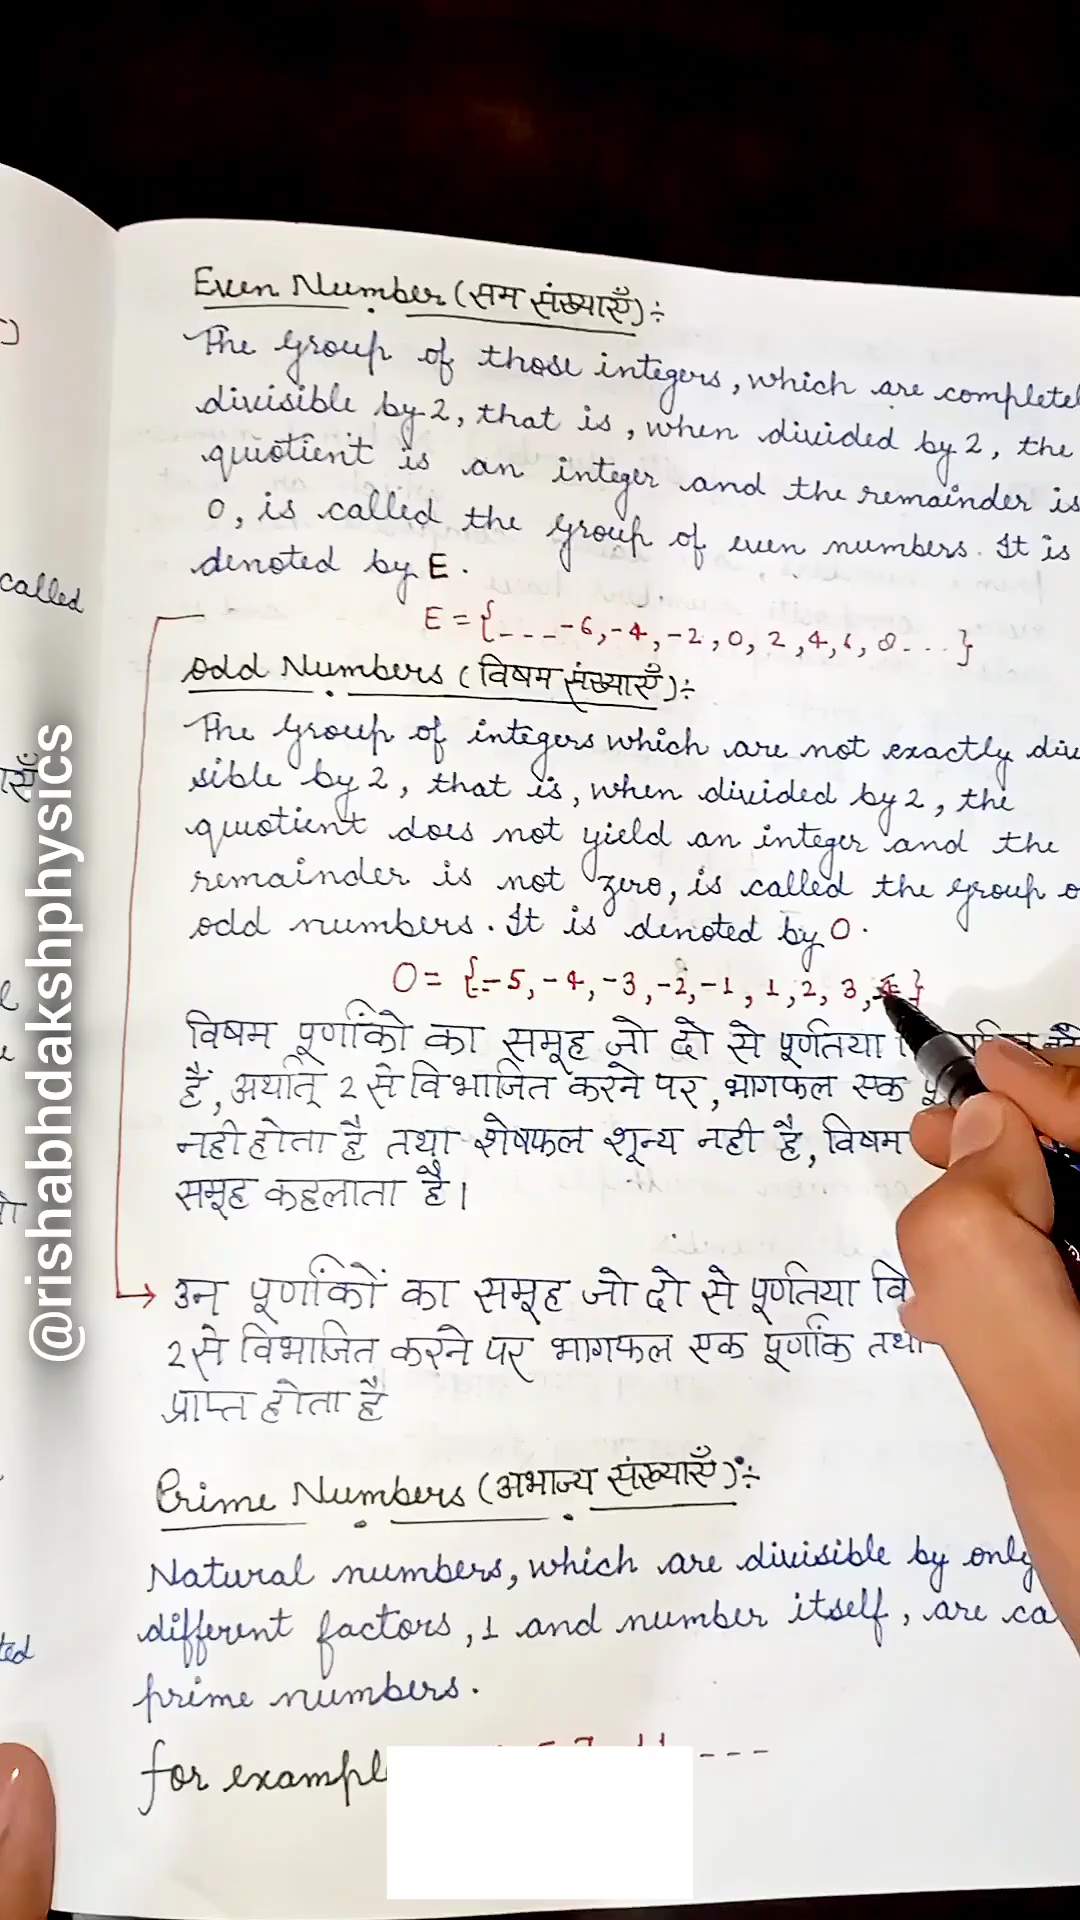 Even Number (सम संख्याएँ) ÷
The group of those integers, which are
divisible by 2, that is, when divided by 2, the
quotient is an integer and the remainder is
0, is called the group of even numbers. It is
denoted by E.
E = {- - - -6, -4, -2, 0, 2, 4, 6, 8 - - - }
odd Numbers (विषम संख्याएँ) ÷
The group of integers which are not exactly
sible by 2, that is, when divided by 2, the
quotient does not yield an integer and the
remainder is not zero, is called the group
odd numbers. It is denoted by O.
O = {-5, -4, -3, -2, -1, 1, 2, 3, }
विषम पूर्णांको का समूह जो दो से पूर्णतया
हैं, अर्थात् 2 से विभाजित करने पर, भागफल एक
नही होता है तथा शेषफल शून्य नही है, विषम
समूह कहलाता है।
उन पूर्णांकों का समूह जो दो से पूर्णतया
2 से विभाजित करने पर भागफल एक पूर्णांक तथा
प्राप्त होता है
Prime Numbers (अभाज्य संख्याएँ) ÷
Natural numbers, which are divisible by only
different factors, 1 and number itself, are
prime numbers.
for
called
@rishabhdakshphysics